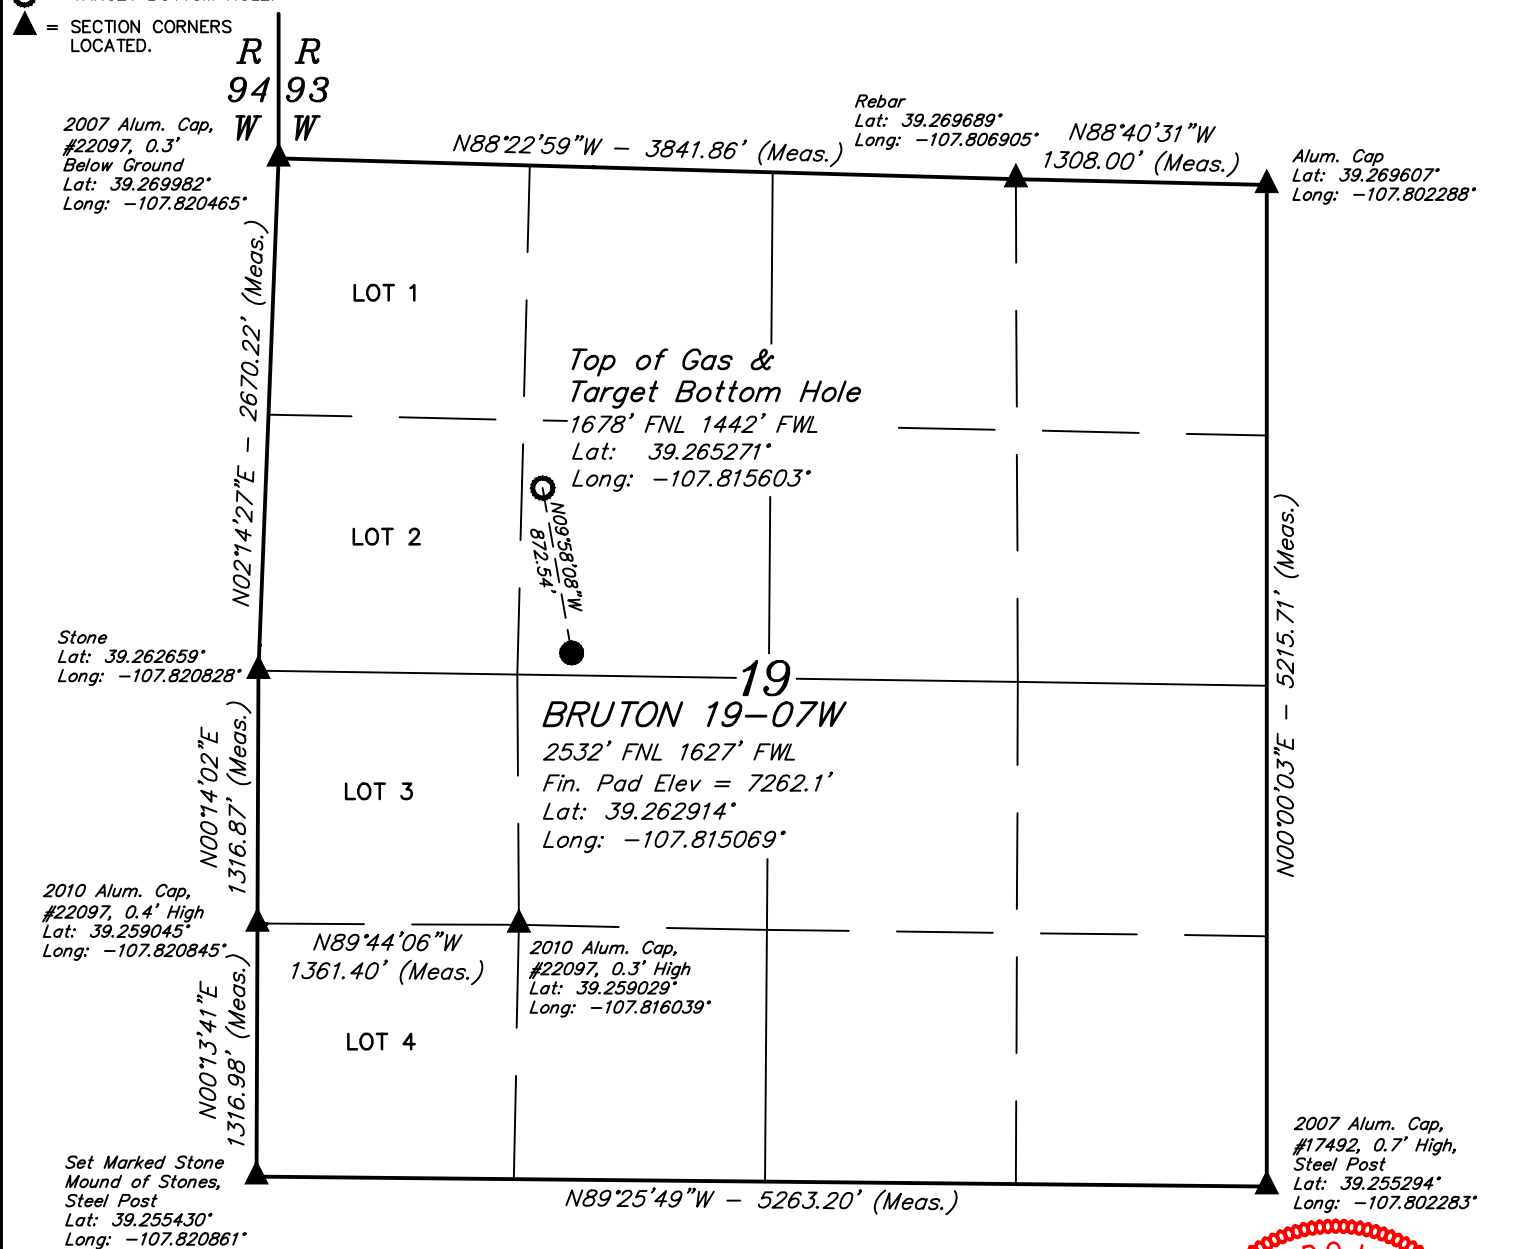 = SECTION CORNERS
LOCATED.
R R
94 93
W W
2007 Alum. Cap,
#22097, 0.3'
Below Ground
Lat: 39.269982°
Long: -107.820465°
N88°22'59"W - 3841.86' (Meas.)
Rebar
Lat: 39.269689°
Long: -107.806905°
N88°40'31"W
1308.00' (Meas.)
Alum. Cap
Lat: 39.269607°
Long: -107.802288°
N02°14'27"E - 2670.22' (Meas.)
LOT 1
Top of Gas &
Target Bottom Hole
1678' FNL 1442' FWL
Lat: 39.265271°
Long: -107.815603°
LOT 2
N09°58'08"W
872.54'
N00°00'03"E - 5215.71' (Meas.)
Stone
Lat: 39.262659°
Long: -107.820828°
19
BRUTON 19-07W
2532' FNL 1627' FWL
Fin. Pad Elev = 7262.1'
Lat: 39.262914°
Long: -107.815069°
N00°14'02"E
1316.87' (Meas.)
LOT 3
2010 Alum. Cap,
#22097, 0.4' High
Lat: 39.259045°
Long: -107.820845°
N89°44'06"W
1361.40' (Meas.)
2010 Alum. Cap,
#22097, 0.3' High
Lat: 39.259029°
Long: -107.816039°
N00°13'41"E
1316.98' (Meas.)
LOT 4
Set Marked Stone
Mound of Stones,
Steel Post
Lat: 39.255430°
Long: -107.820861°
N89°25'49"W - 5263.20' (Meas.)
2007 Alum. Cap,
#17492, 0.7' High,
Steel Post
Lat: 39.255294°
Long: -107.802283°